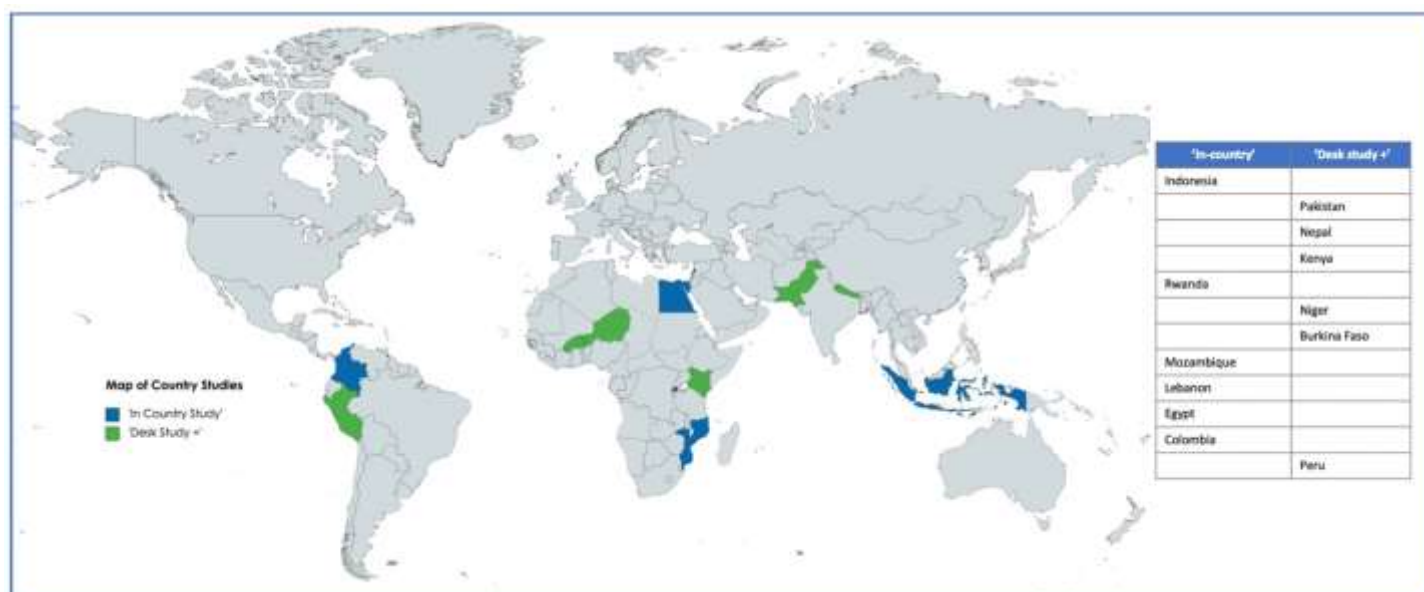 Map of Country Studies
'In Country Study'
'Desk Study +'
'In-country' 'Desk study +'
Indonesia
Pakistan
Nepal
Kenya
Rwanda
Niger
Burkina Faso
Mozambique
Lebanon
Egypt
Colombia
Peru